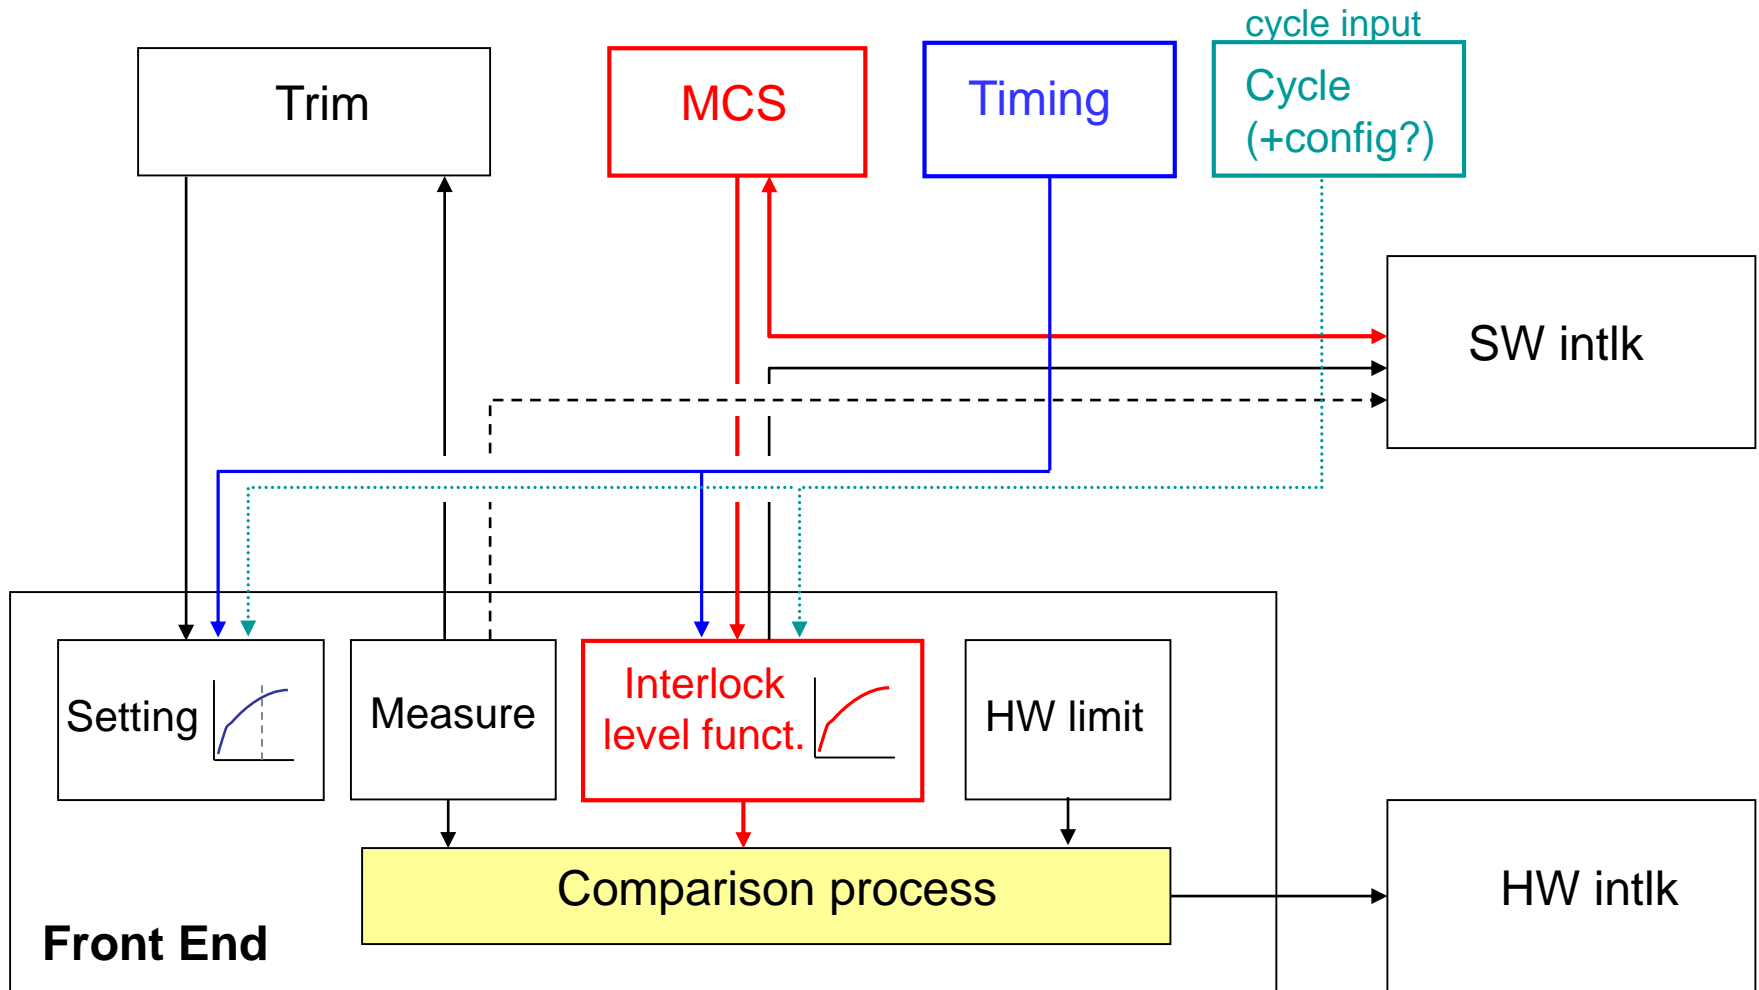 cycle input
Trim
MCS
Timing
Cycle
(+config?)
SW intlk
Setting
Measure
Interlock
level funct.
HW limit
Comparison process
HW intlk
Front End